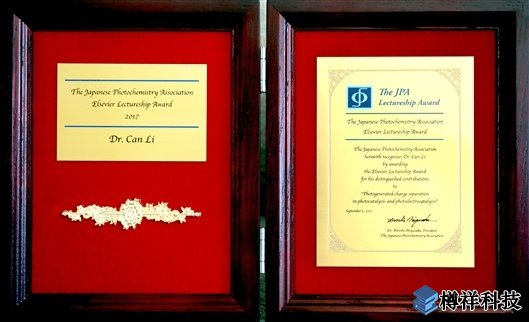 The Japanese Photochemistry Association
Elsevier Lectureship Award
2017
Dr. Can Li
The JPA
Lectureship Award
The Japanese Photochemistry Association
Elsevier Lectureship Award
The Japanese Photochemistry Association
herewith recognizes Dr. Can Li
by awarding
the Elsevier Lectureship Award
for his distinguished contributions
to
"Photogenerated charge separation
in photocatalysis and photoelectrocatalysis"
September 5, 2017
Dr. Hiroshi Miyasaka, President
The Japanese Photochemistry Association
樽祥科技